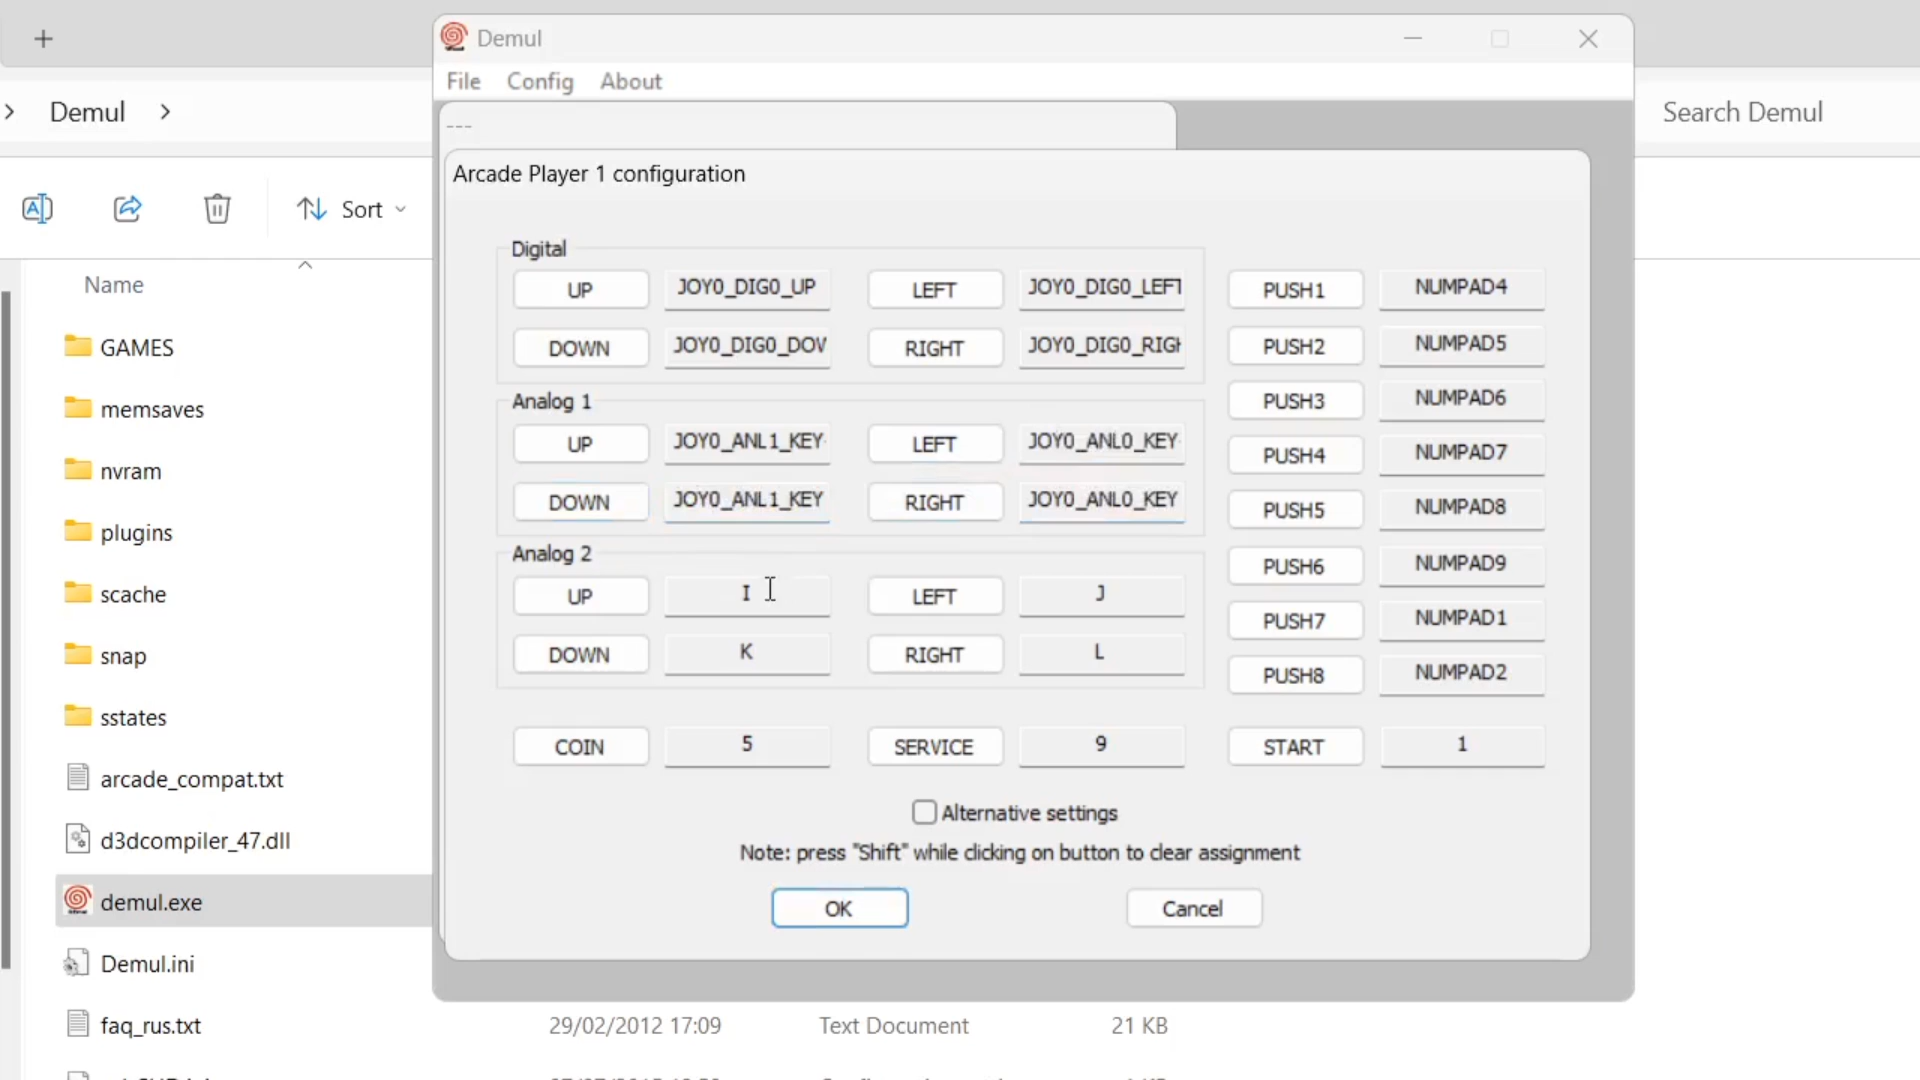 Demul
File Config About
Demul
Search Demul
---
Arcade Player 1 configuration
Sort
Name
GAMES
memsaves
nvram
plugins
scache
snap
sstates
arcade_compat.txt
d3dcompiler_47.dll
demul.exe
Demul.ini
faq_rus.txt 29/02/2012 17:09 Text Document 21 KB
Digital
UP JOY0_DIG0_UP LEFT JOY0_DIG0_LEFT
DOWN JOY0_DIG0_DOW RIGHT JOY0_DIG0_RIGH
Analog 1
UP JOY0_ANL1_KEY LEFT JOY0_ANL0_KEY
DOWN JOY0_ANL1_KEY RIGHT JOY0_ANL0_KEY
Analog 2
UP I LEFT J
DOWN K RIGHT L
PUSH1 NUMPAD4
PUSH2 NUMPAD5
PUSH3 NUMPAD6
PUSH4 NUMPAD7
PUSH5 NUMPAD8
PUSH6 NUMPAD9
PUSH7 NUMPAD1
PUSH8 NUMPAD2
COIN 5 SERVICE 9 START 1
Alternative settings
Note: press "Shift" while clicking on button to clear assignment
OK Cancel